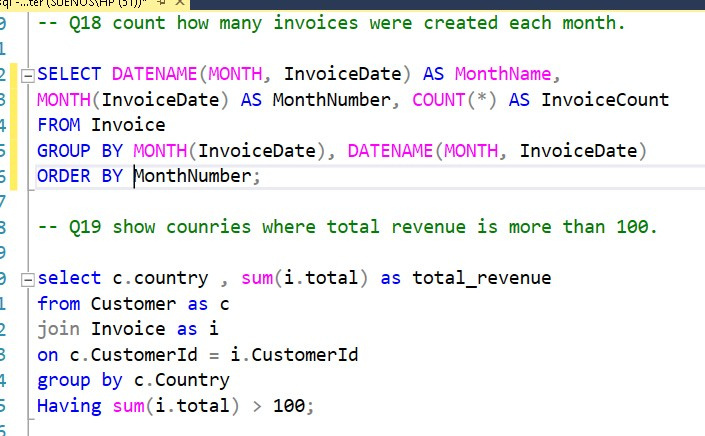 -- Q18 count how many invoices were created each month.
SELECT DATENAME(MONTH, InvoiceDate) AS MonthName,
MONTH(InvoiceDate) AS MonthNumber, COUNT(*) AS InvoiceCount
FROM Invoice
GROUP BY MONTH(InvoiceDate), DATENAME(MONTH, InvoiceDate)
ORDER BY MonthNumber;
-- Q19 show counries where total revenue is more than 100.
select c.country , sum(i.total) as total_revenue
from Customer as c
join Invoice as i
on c.CustomerId = i.CustomerId
group by c.Country
Having sum(i.total) > 100;